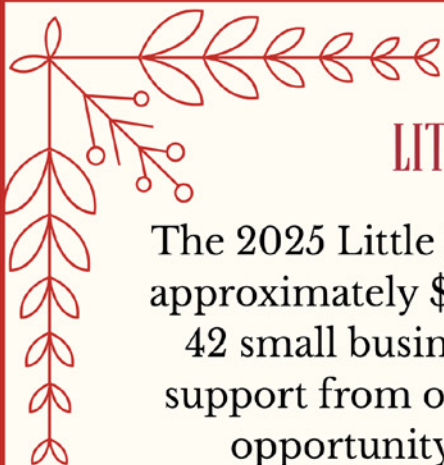 LIT
The 2025 Little
approximately $
42 small busin
support from o
opportunity